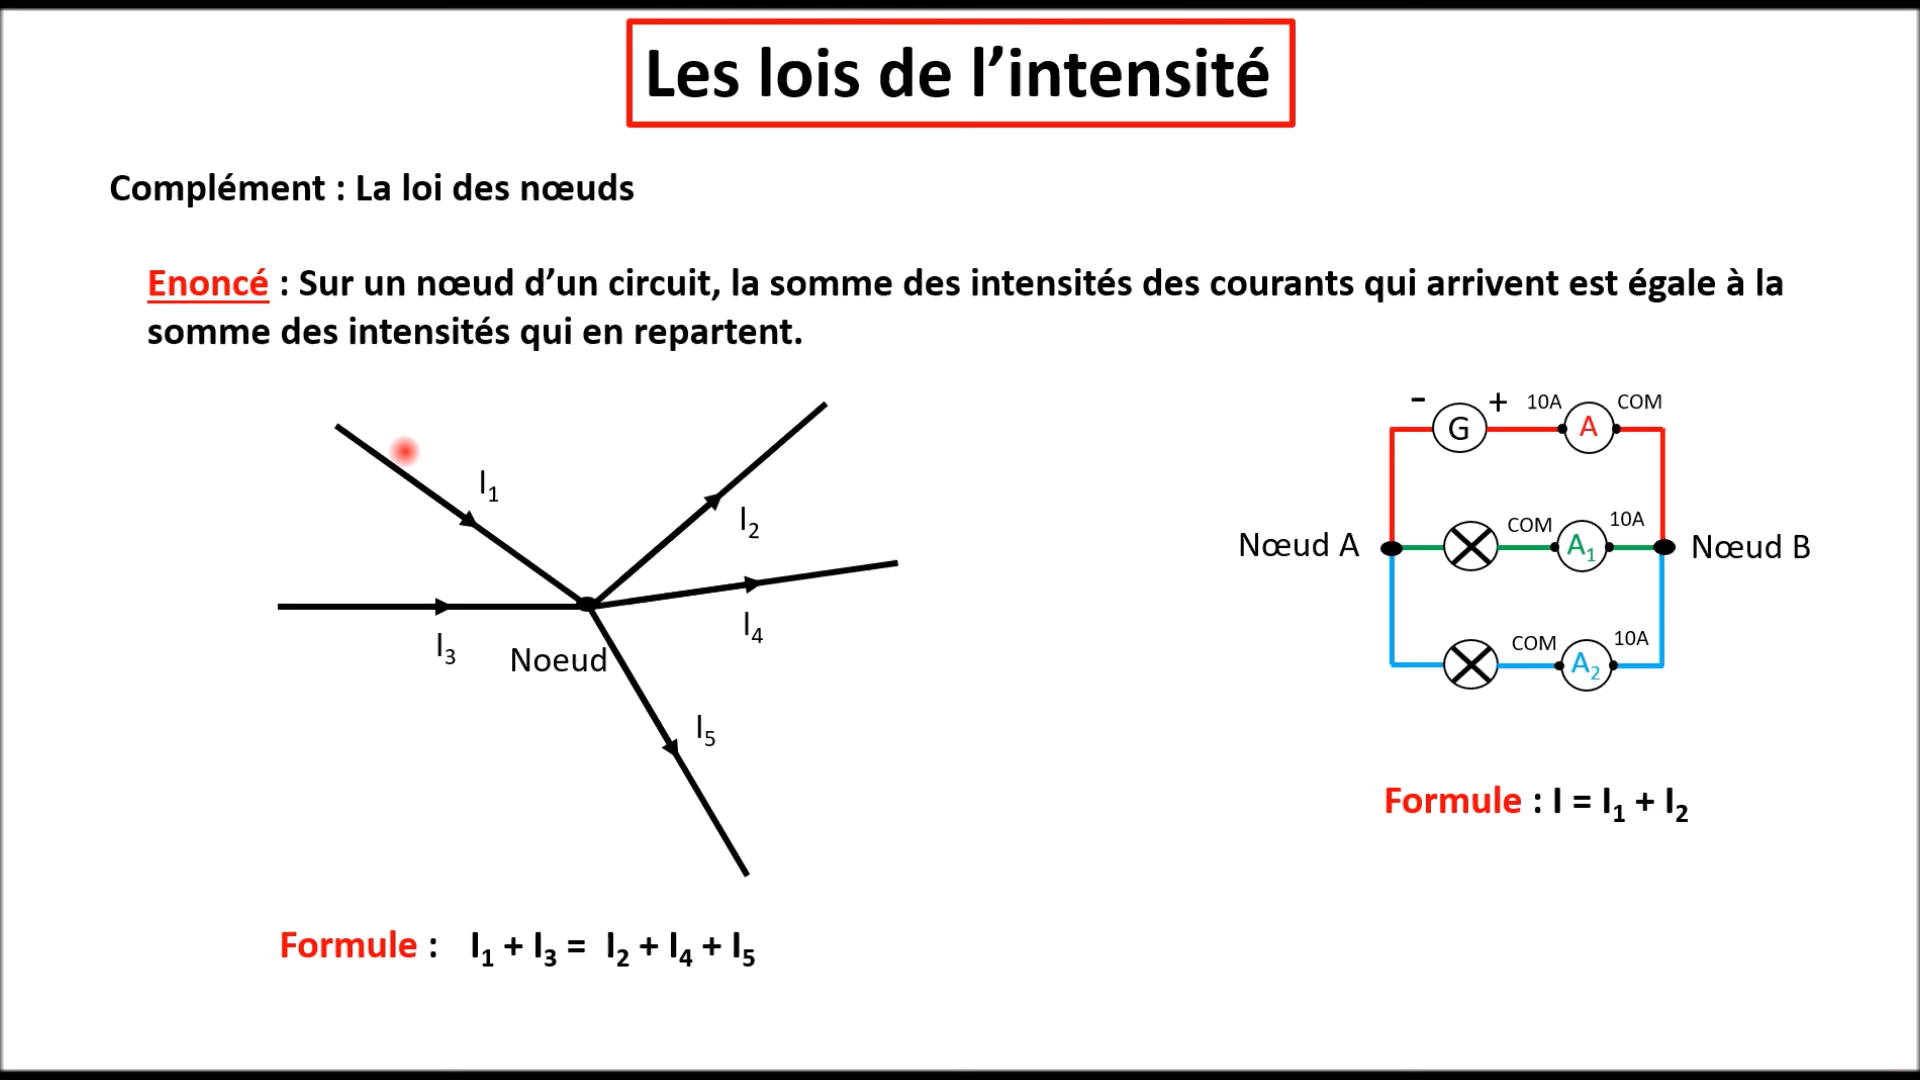 Les lois de l’intensité
Complément : La loi des nœuds
Enoncé : Sur un nœud d’un circuit, la somme des intensités des courants qui arrivent est égale à la
somme des intensités qui en repartent.
I1
I2
I3
I4
I5
Noeud
Formule : I1 + I3 = I2 + I4 + I5
- G + 10A A COM
Nœud A COM A1 10A Nœud B
COM A2 10A
Formule : I = I1 + I2